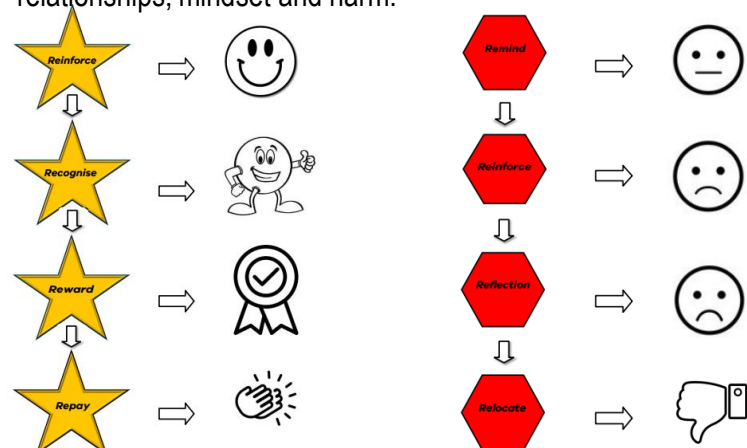 relationships, mindset and harm.
Reinforce
Remind
Recognise
Reinforce
Reward
Reflection
Repay
Relocate